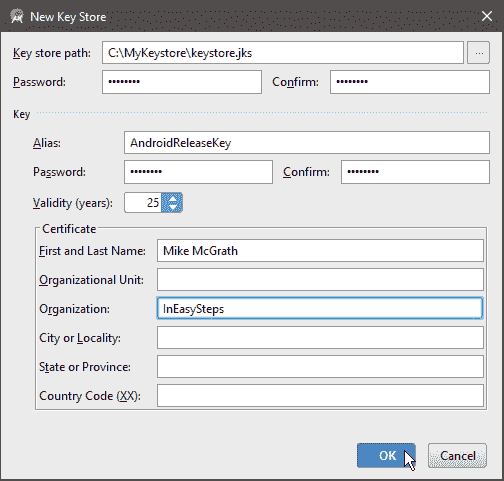 New Key Store
Key store path: C:\MyKeystore\keystore.jks ...
Password: •••••••• Confirm: ••••••••
Key
Alias: AndroidReleaseKey
Password: •••••••• Confirm: ••••••••
Validity (years): 25
Certificate
First and Last Name: Mike McGrath
Organizational Unit:
Organization: InEasySteps
City or Locality:
State or Province:
Country Code (XX):
OK Cancel